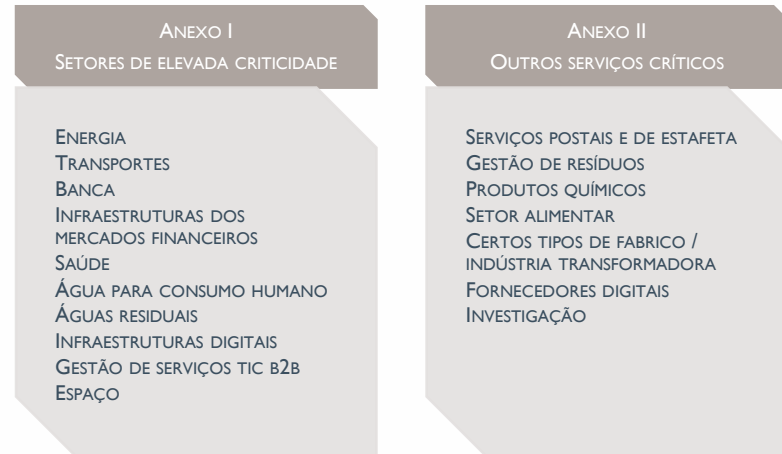 Anexo I
Setores de elevada criticidade
Energia
Transportes
Banca
Infraestruturas dos
mercados financeiros
Saúde
Água para consumo humano
Águas residuais
Infraestruturas digitais
Gestão de serviços tic b2b
Espaço
Anexo II
Outros serviços críticos
Serviços postais e de estafeta
Gestão de resíduos
Produtos químicos
Setor alimentar
Certos tipos de fabrico /
indústria transformadora
Fornecedores digitais
Investigação